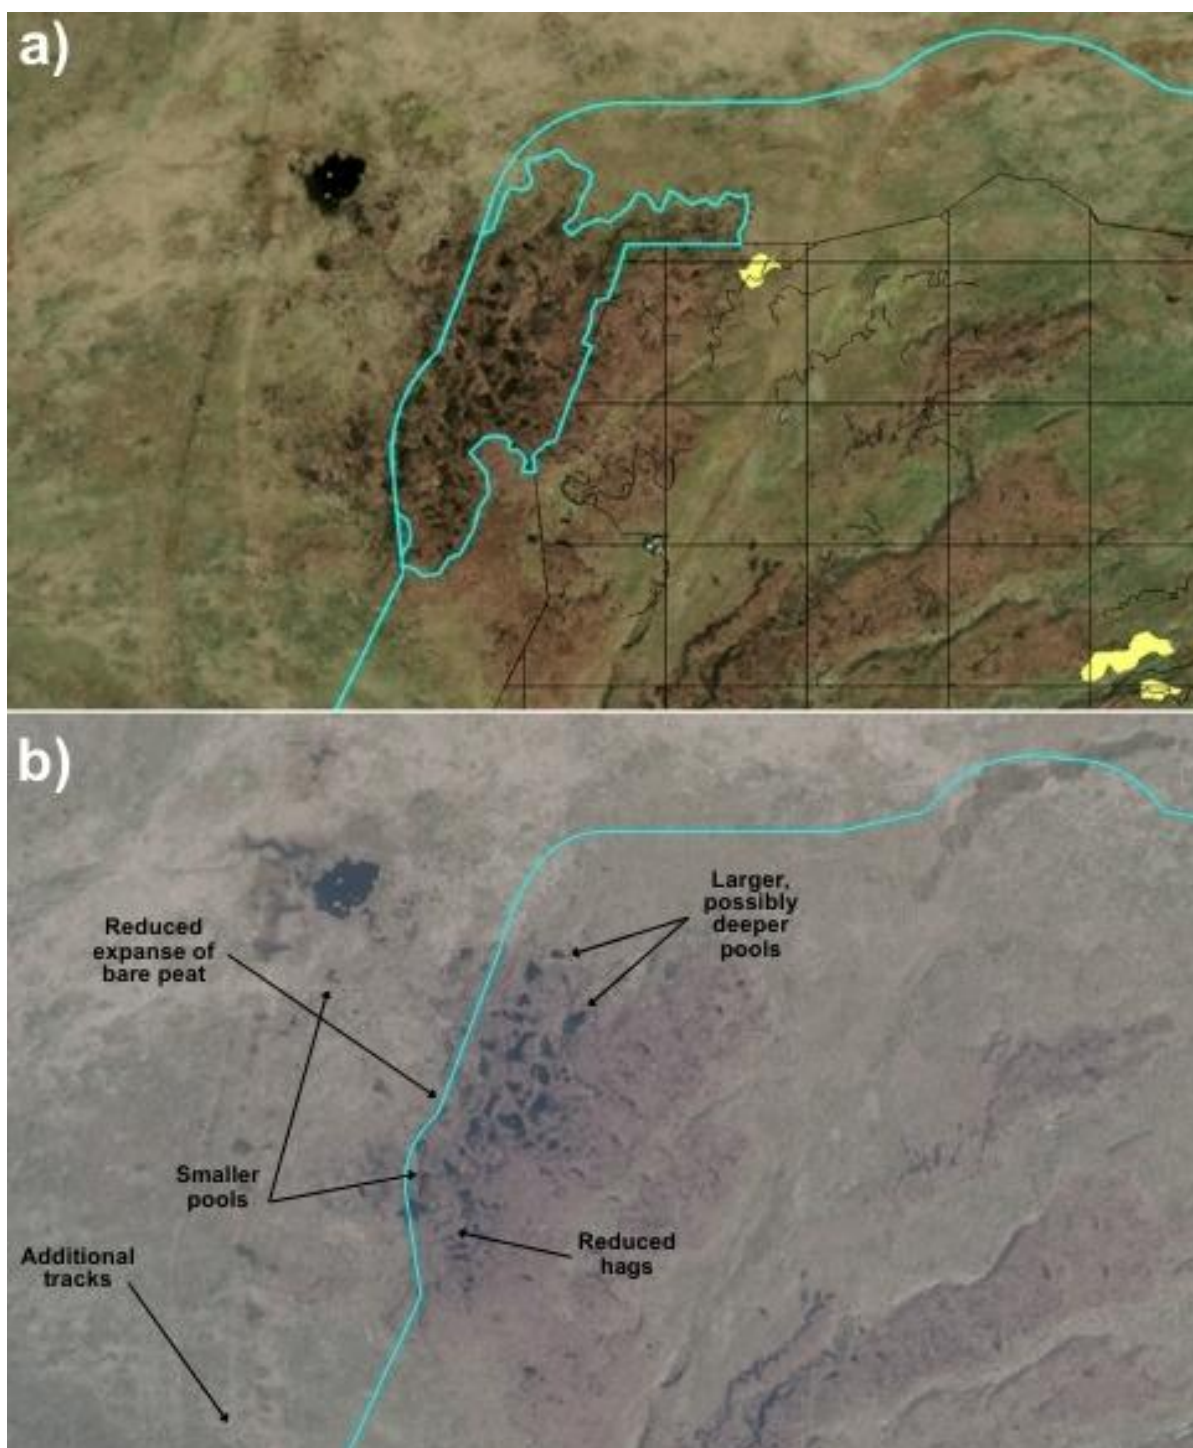 a)
b)
Larger,
possibly
deeper
pools
Reduced
expanse of
bare peat
Smaller
pools
Reduced
hags
Additional
tracks